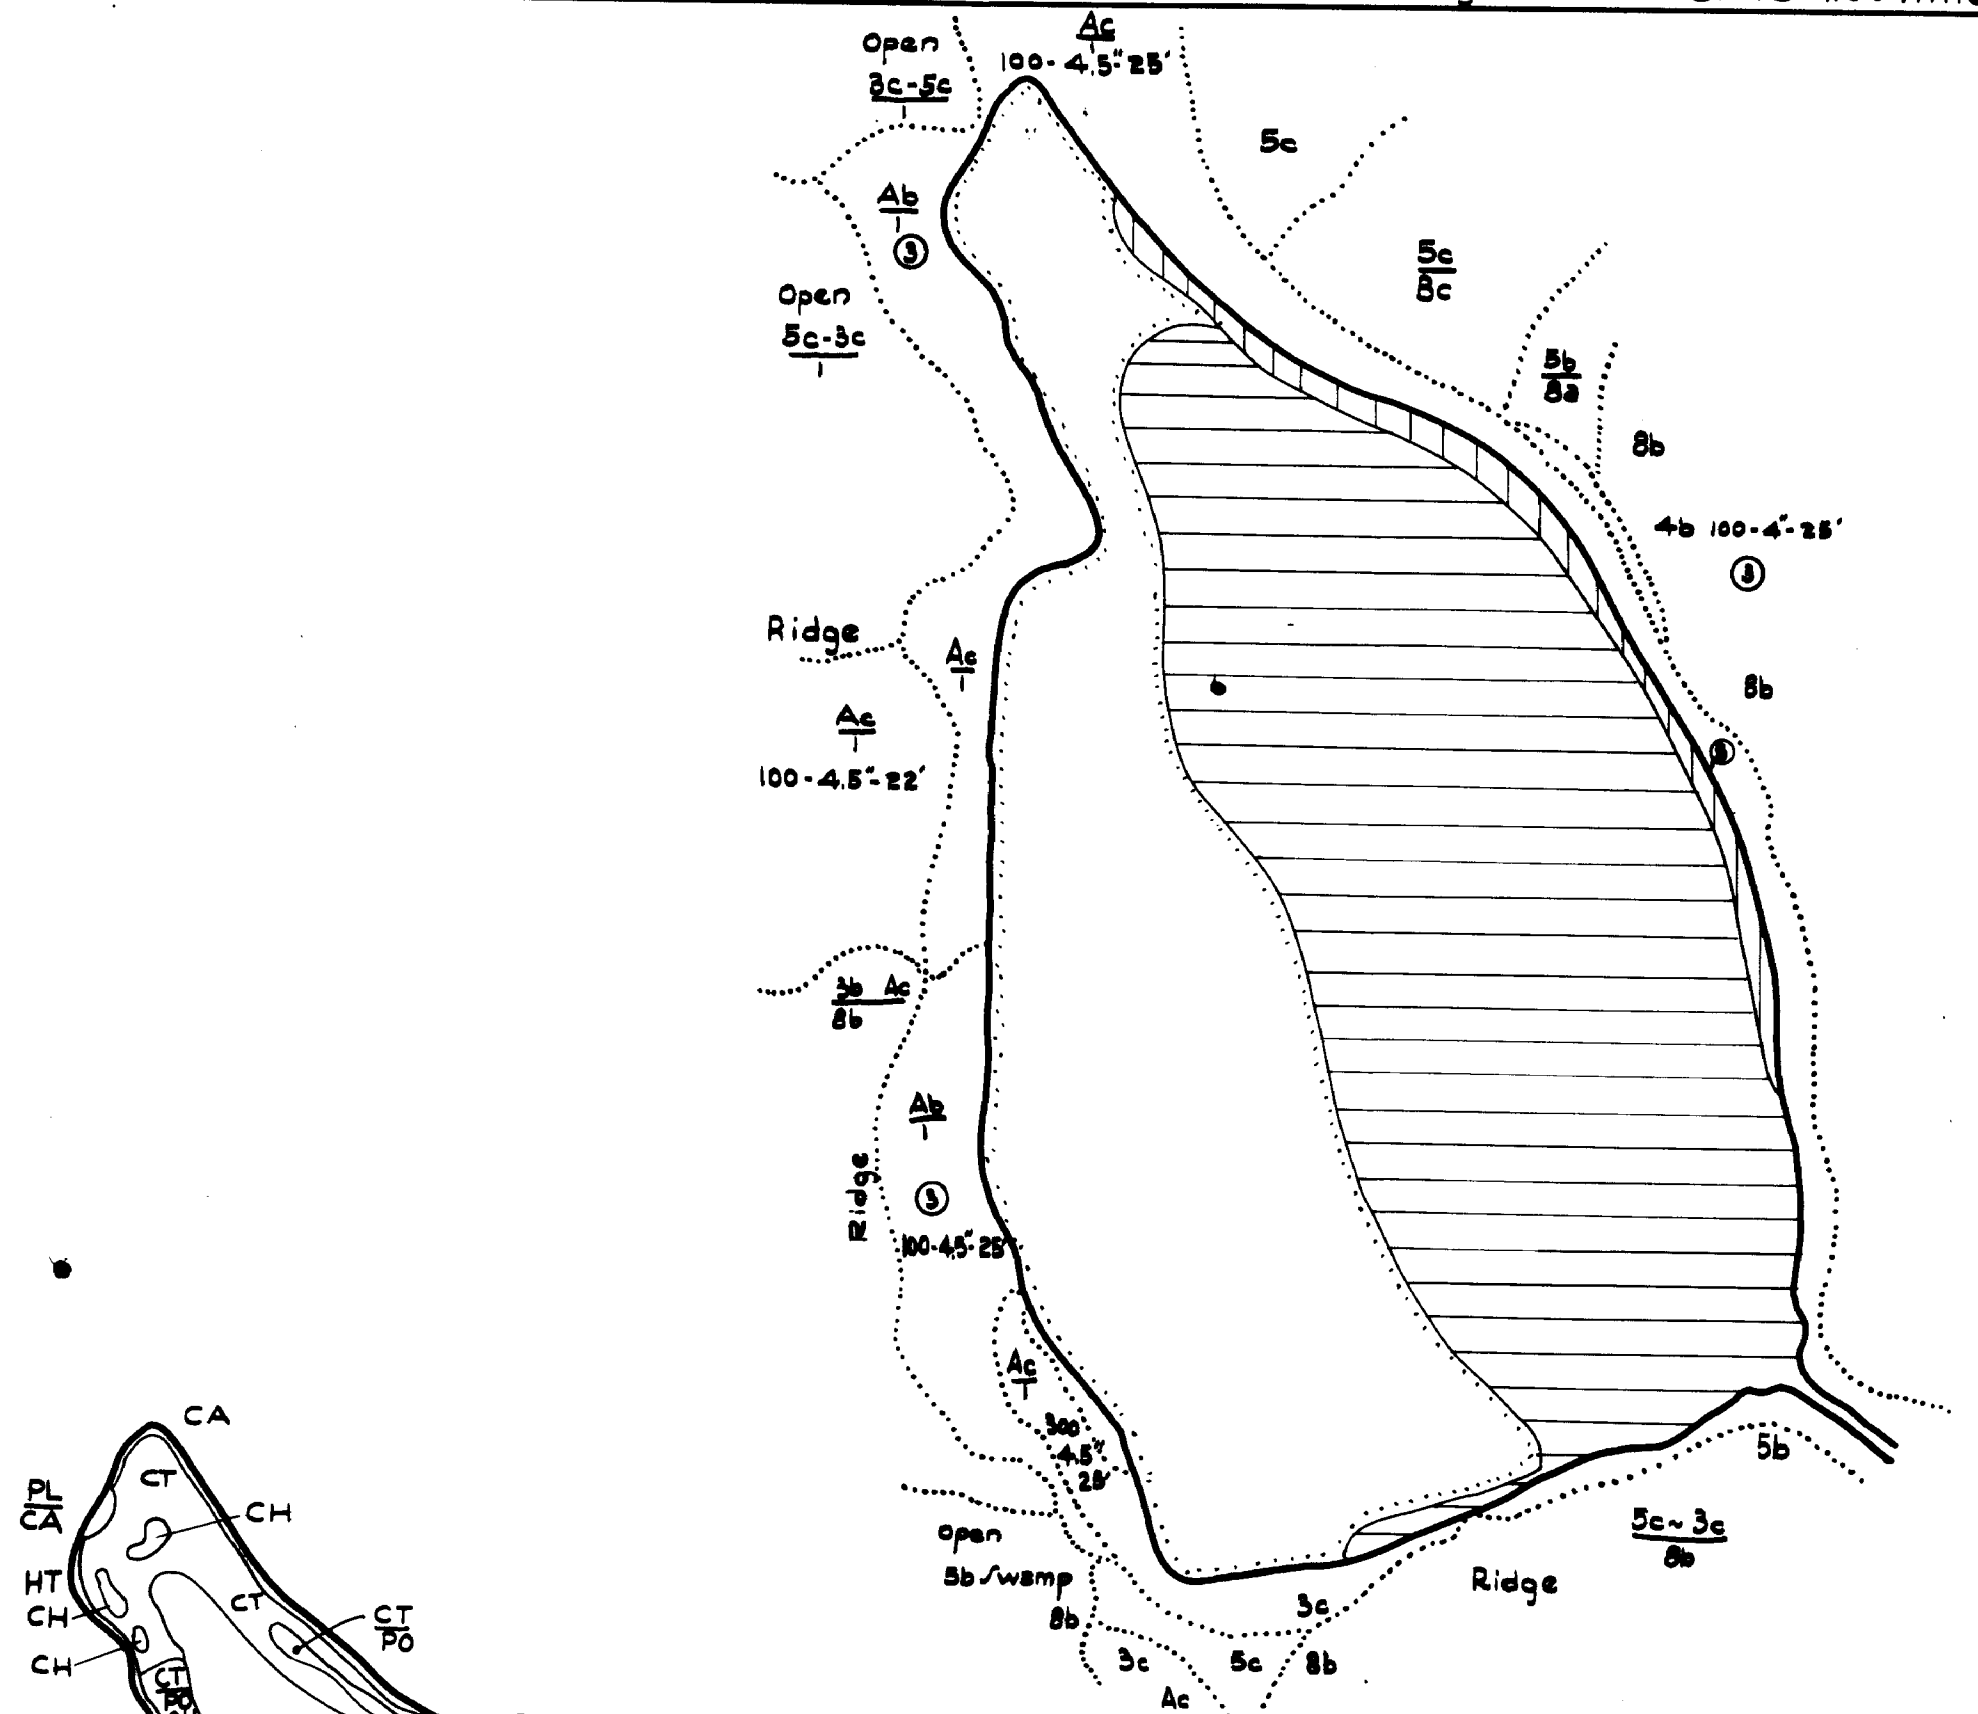 Ac
100-4.5"-25'
Open
3c-5c
1
5c
Ab
1
③
5c
8c
Open
5c-3c
1
5b
8a
8b
4b 100-4"-25'
③
Ridge
Ac
1
8b
Ac
1
100-4.5"-22'
3b Ac
8b
Ab
1
Ridge
③
100-4.5"-25'
Ac
1
300
4.5"
25'
5b
Open
5b Swamp
8b
5c~3c
8b
Ridge
3c
3c
5c
8b
Ac
CA
CT
PL
CA
CH
HT
CH
CT
CT
PO
CH
CT
PO